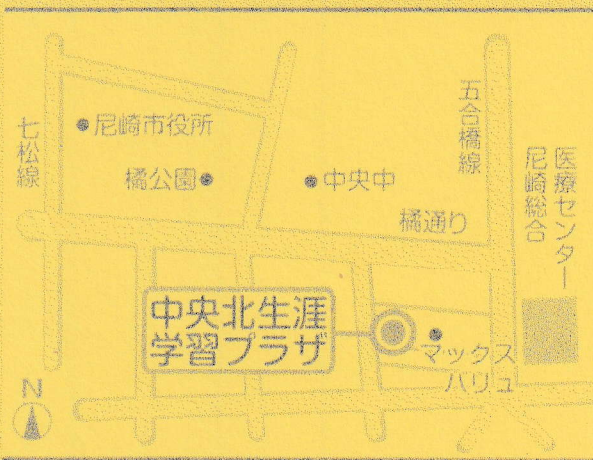 七松線
尼崎市役所
五合橋線
橘公園
中央中
尼崎総合
医療センター
橘通り
中央北生涯
学習プラザ
マックス
バリュ
N